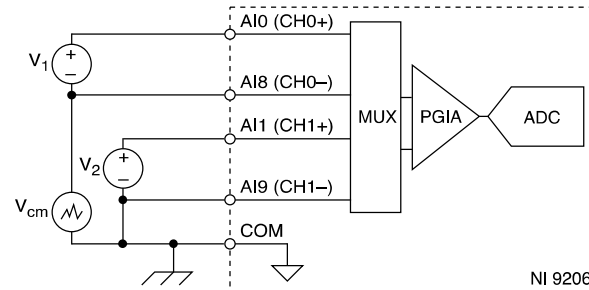 AI0 (CH0+)
V1
+
–
AI8 (CH0–)
MUX
PGIA
ADC
AI1 (CH1+)
V2
+
–
AI9 (CH1–)
Vcm
COM
NI 9206